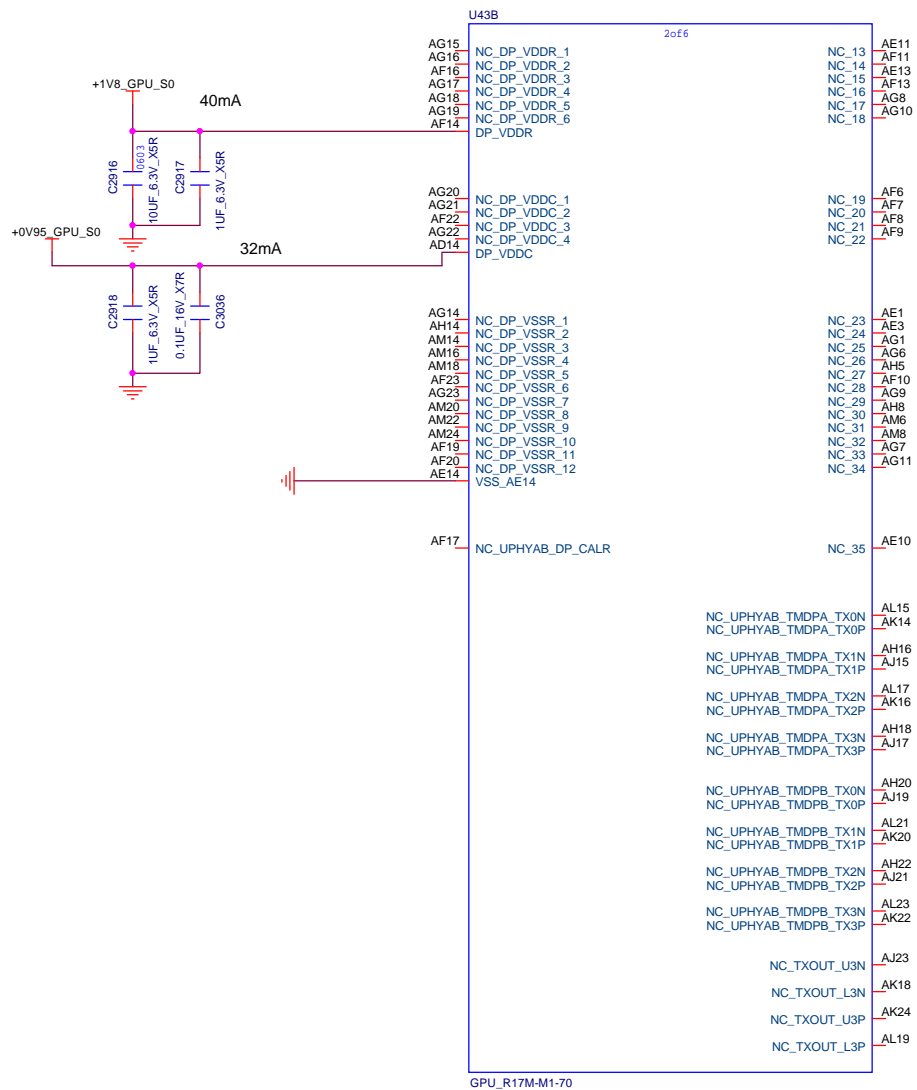 U43B
2of6
AG15 NC_DP_VDDR_1 NC_13 AE11
AG16 NC_DP_VDDR_2 NC_14 AF11
AF16 NC_DP_VDDR_3 NC_15 AE13
AG17 NC_DP_VDDR_4 NC_16 AF13
AG18 NC_DP_VDDR_5 NC_17 AG8
AG19 NC_DP_VDDR_6 NC_18 AG10
AF14 DP_VDDR
+1V8_GPU_S0
40mA
C2916
10UF_6.3V_X5R
0603
C2917
1UF_6.3V_X5R
AG20 NC_DP_VDDC_1 NC_19 AF6
AG21 NC_DP_VDDC_2 NC_20 AF7
AF22 NC_DP_VDDC_3 NC_21 AF8
AG22 NC_DP_VDDC_4 NC_22 AF9
AD14 DP_VDDC
+0V95_GPU_S0
32mA
C2918
1UF_6.3V_X5R
0.1UF_16V_X7R
C3036
AG14 NC_DP_VSSR_1 NC_23 AE1
AH14 NC_DP_VSSR_2 NC_24 AE3
AM14 NC_DP_VSSR_3 NC_25 AG1
AM16 NC_DP_VSSR_4 NC_26 AG6
AM18 NC_DP_VSSR_5 NC_27 AH5
AF23 NC_DP_VSSR_6 NC_28 AF10
AG23 NC_DP_VSSR_7 NC_29 AG9
AM20 NC_DP_VSSR_8 NC_30 AH8
AM22 NC_DP_VSSR_9 NC_31 AM6
AM24 NC_DP_VSSR_10 NC_32 AM8
AF19 NC_DP_VSSR_11 NC_33 AG7
AF20 NC_DP_VSSR_12 NC_34 AG11
AE14 VSS_AE14
AF17 NC_UPHYAB_DP_CALR NC_35 AE10
NC_UPHYAB_TMDPA_TX0N AL15
NC_UPHYAB_TMDPA_TX0P AK14
NC_UPHYAB_TMDPA_TX1N AH16
NC_UPHYAB_TMDPA_TX1P AJ15
NC_UPHYAB_TMDPA_TX2N AL17
NC_UPHYAB_TMDPA_TX2P AK16
NC_UPHYAB_TMDPA_TX3N AH18
NC_UPHYAB_TMDPA_TX3P AJ17
NC_UPHYAB_TMDPB_TX0N AH20
NC_UPHYAB_TMDPB_TX0P AJ19
NC_UPHYAB_TMDPB_TX1N AL21
NC_UPHYAB_TMDPB_TX1P AK20
NC_UPHYAB_TMDPB_TX2N AH22
NC_UPHYAB_TMDPB_TX2P AJ21
NC_UPHYAB_TMDPB_TX3N AL23
NC_UPHYAB_TMDPB_TX3P AK22
NC_TXOUT_U3N AJ23
NC_TXOUT_L3N AK18
NC_TXOUT_U3P AK24
NC_TXOUT_L3P AL19
GPU_R17M-M1-70